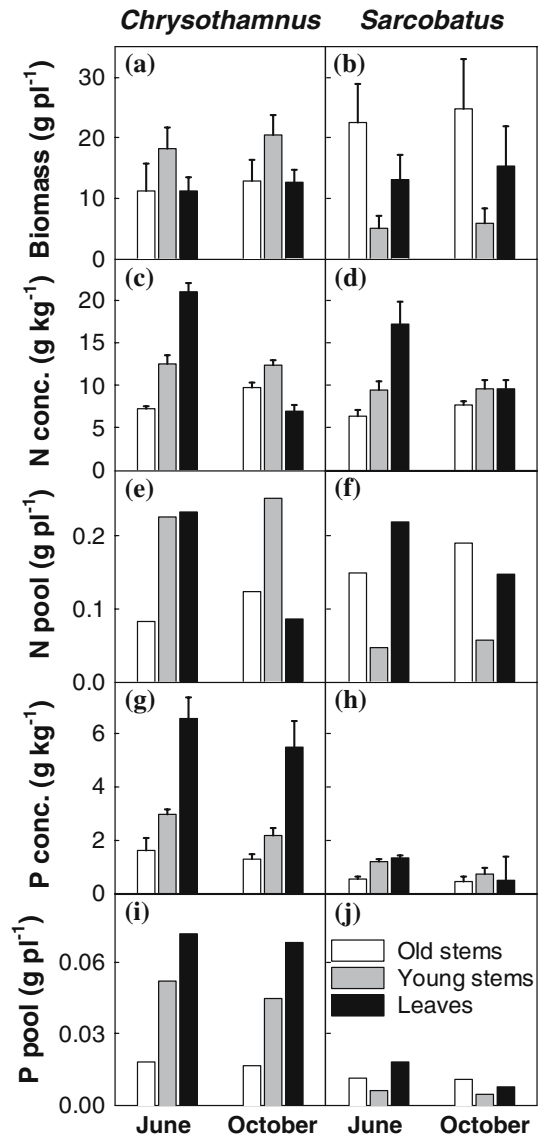 Chrysothamnus Sarcobatus
(a) (b)
Biomass (g pl-1)
30
20
10
0
(c) (d)
N conc. (g kg-1)
20
15
10
5
0
(e) (f)
N pool (g pl-1)
0.2
0.1
0.0
(g) (h)
P conc. (g kg-1)
6
4
2
0
(i) (j)
P pool (g pl-1)
0.06
0.03
0.00
Old stems
Young stems
Leaves
June October June October